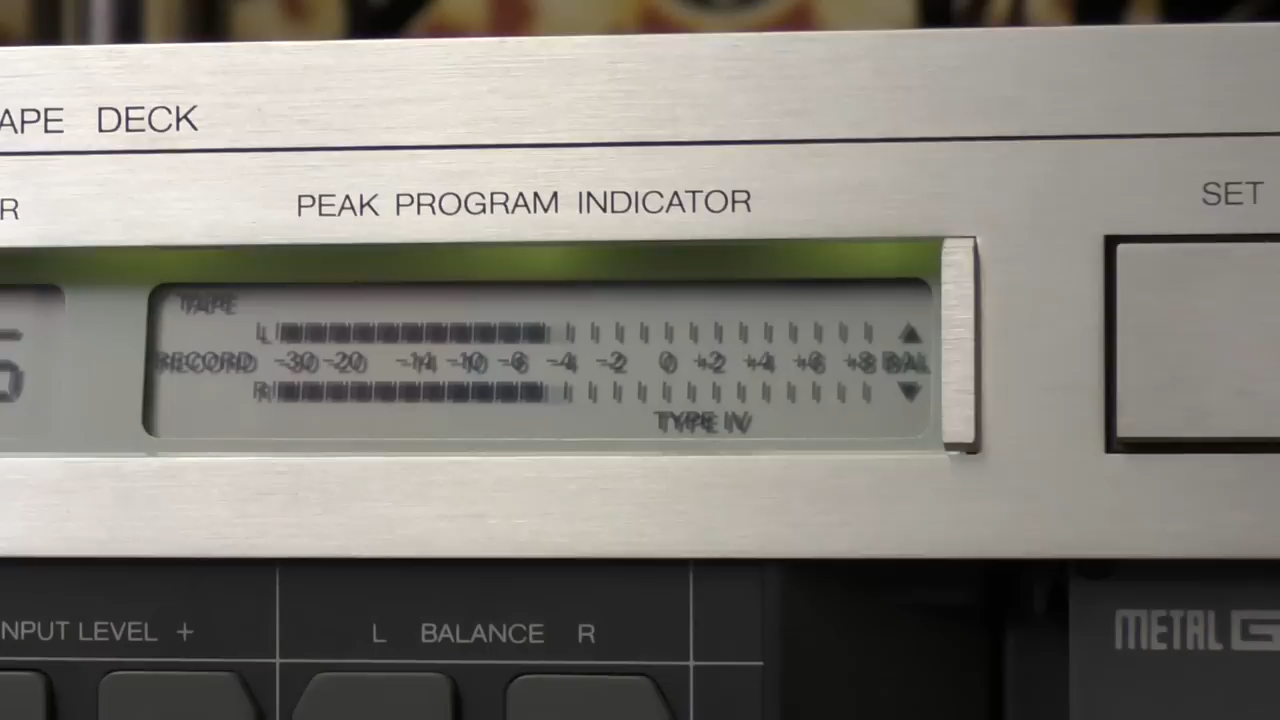 APE DECK
R
PEAK PROGRAM INDICATOR
SET
TAPE
L
5
RECORD -30 -20 -14 -10 -6 -4 -2 0 +2 +4 +6 +8 BAL
R
TYPE IV
NPUT LEVEL +
L BALANCE R
METAL G